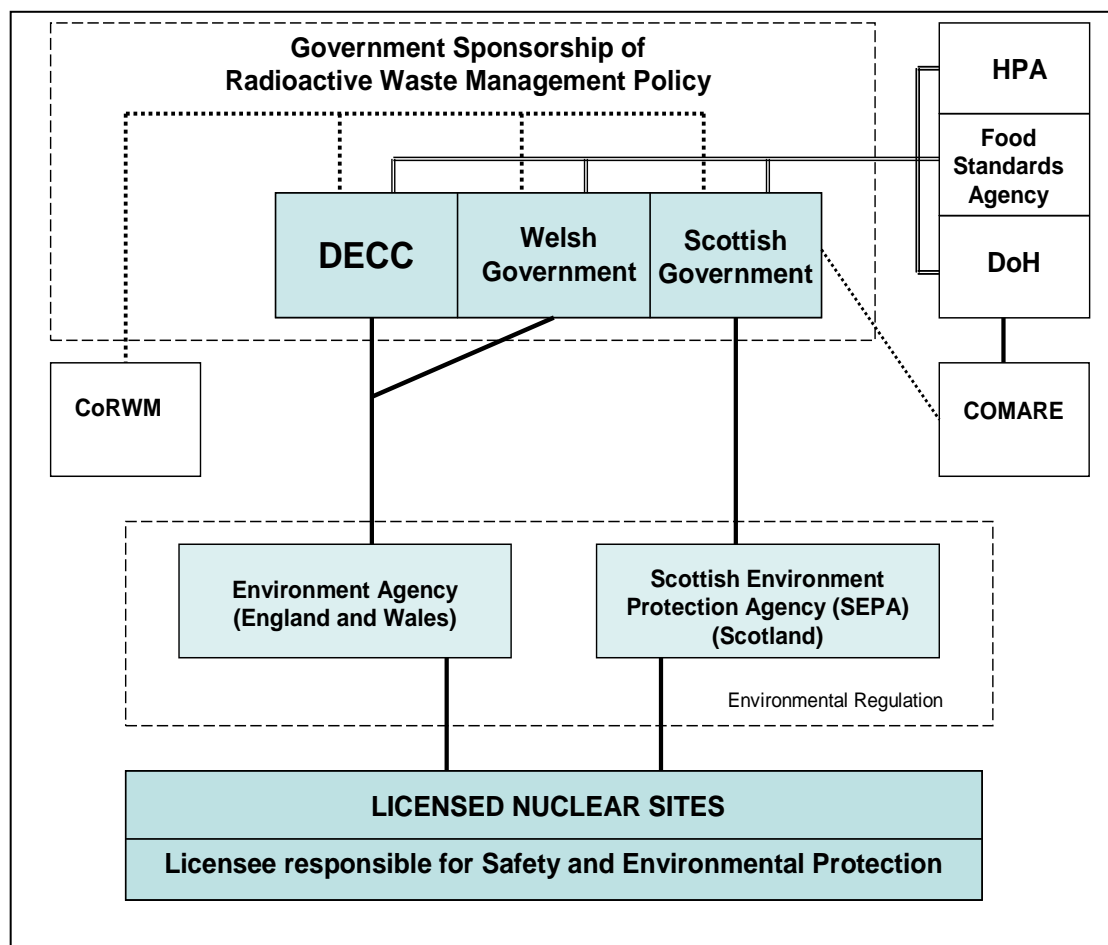 Government Sponsorship of
Radioactive Waste Management Policy
HPA
Food
Standards
Agency
DoH
DECC
Welsh
Government
Scottish
Government
CoRWM
COMARE
Environment Agency
(England and Wales)
Scottish Environment
Protection Agency (SEPA)
(Scotland)
Environmental Regulation
LICENSED NUCLEAR SITES
Licensee responsible for Safety and Environmental Protection